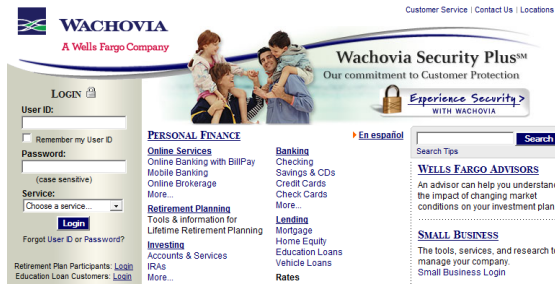 Customer Service | Contact Us | Locations
WACHOVIA
A Wells Fargo Company
Wachovia Security Plus℠
Our commitment to Customer Protection
Experience Security >
WITH WACHOVIA
LOGIN
User ID:
Remember my User ID
Password:
(case sensitive)
Service:
Choose a service...
Login
Forgot User ID or Password?
Retirement Plan Participants: Login
Education Loan Customers: Login
PERSONAL FINANCE
En español
Online Services
Online Banking with BillPay
Mobile Banking
Online Brokerage
More...
Retirement Planning
Tools & information for
Lifetime Retirement Planning
Investing
Accounts & Services
IRAs
More...
Banking
Checking
Savings & CDs
Credit Cards
Check Cards
More...
Lending
Mortgage
Home Equity
Education Loans
Vehicle Loans
Rates
Search
Search Tips
WELLS FARGO ADVISORS
An advisor can help you understand
the impact of changing market
conditions on your investment plan
SMALL BUSINESS
The tools, services, and research to
manage your company.
Small Business Login